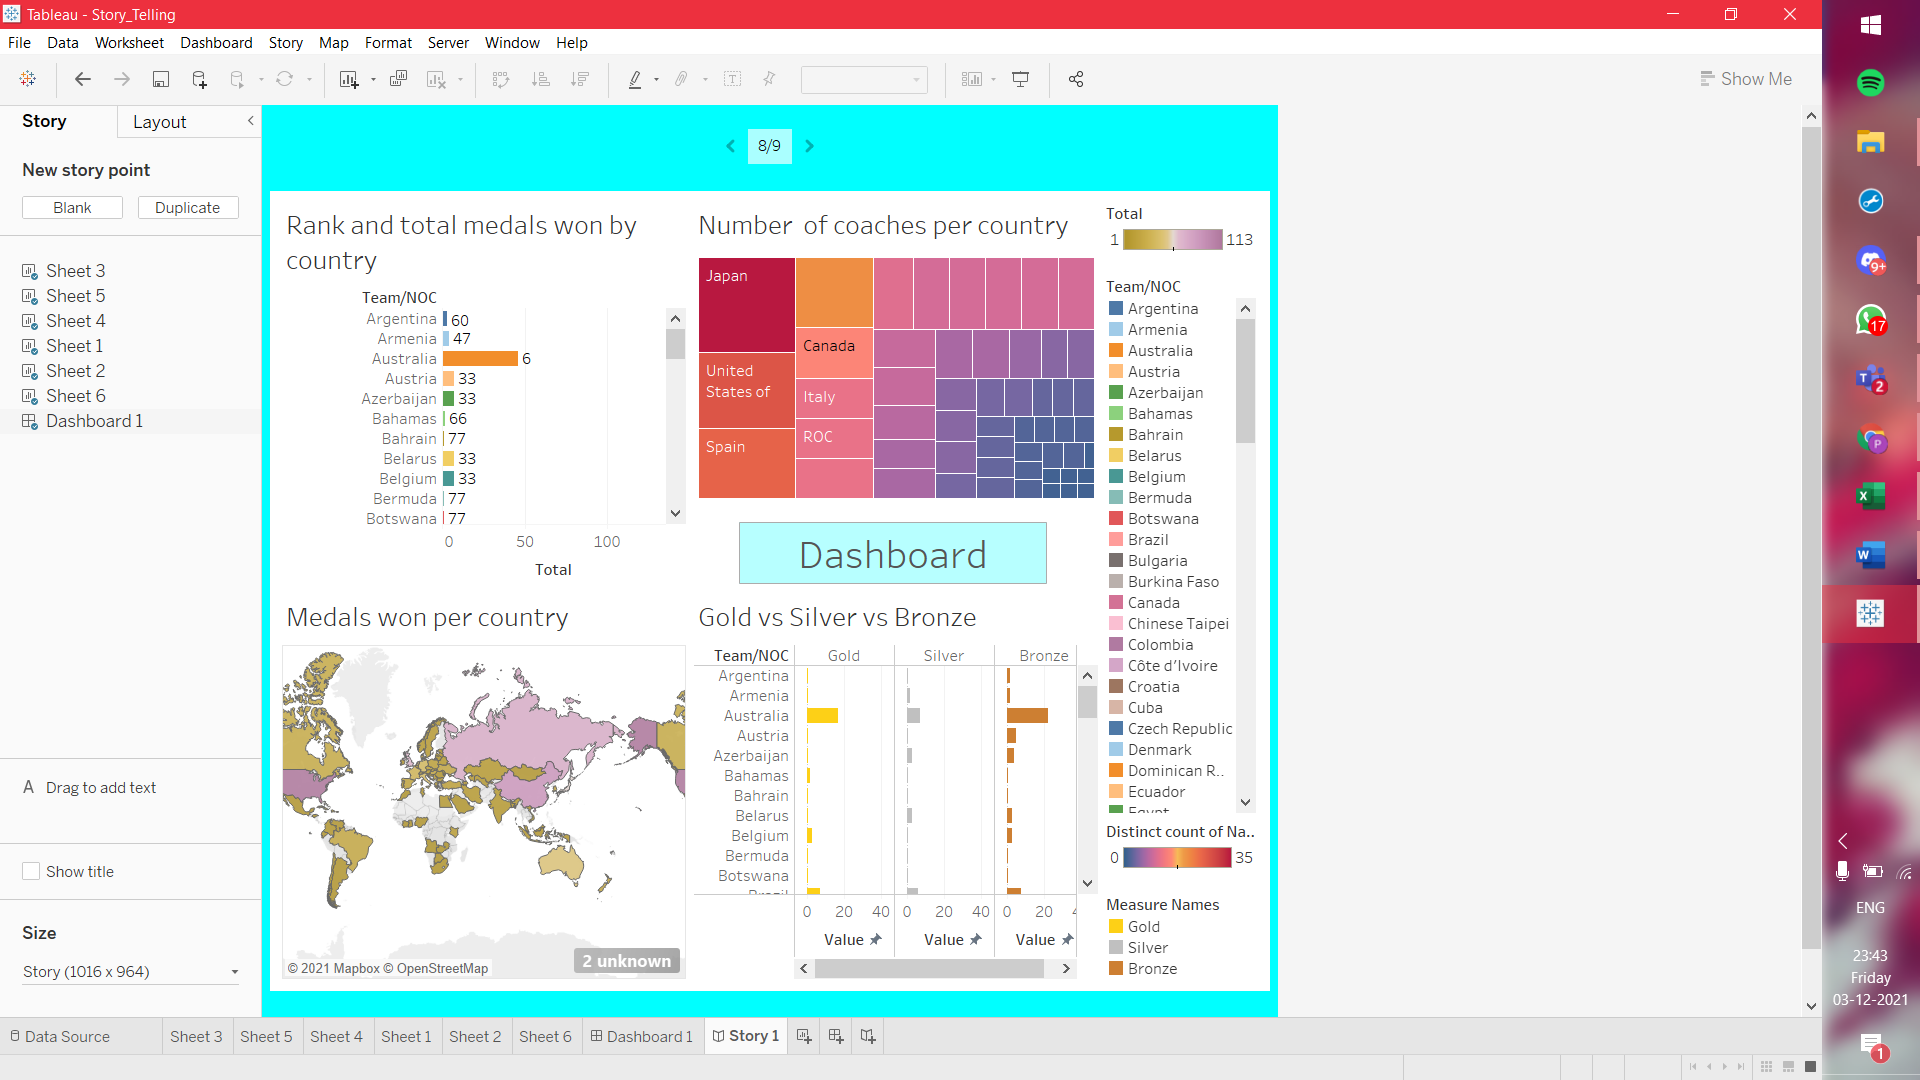 Tableau - Story_Telling
File Data Worksheet Dashboard Story Map Format Server Window Help
Show Me
Story Layout
New story point
Blank Duplicate
Sheet 3
Sheet 5
Sheet 4
Sheet 1
Sheet 2
Sheet 6
Dashboard 1
A Drag to add text
Show title
Size
Story (1016 x 964)
8/9
Rank and total medals won by
country
Team/NOC
Argentina 60
Armenia 47
Australia 6
Austria 33
Azerbaijan 33
Bahamas 66
Bahrain 77
Belarus 33
Belgium 33
Bermuda 77
Botswana 77
0 50 100
Total
Number of coaches per country
Japan
United
States of
Spain
Canada
Italy
ROC
Dashboard
Medals won per country
© 2021 Mapbox © OpenStreetMap
2 unknown
Gold vs Silver vs Bronze
Team/NOC Gold Silver Bronze
Argentina
Armenia
Australia
Austria
Azerbaijan
Bahamas
Bahrain
Belarus
Belgium
Bermuda
Botswana
Brazil
0 20 40 0 20 40 0 20
Value Value Value
Total
1 113
Team/NOC
Argentina
Armenia
Australia
Austria
Azerbaijan
Bahamas
Bahrain
Belarus
Belgium
Bermuda
Botswana
Brazil
Bulgaria
Burkina Faso
Canada
Chinese Taipei
Colombia
Côte d'Ivoire
Croatia
Cuba
Czech Republic
Denmark
Dominican R..
Ecuador
Egypt
Distinct count of Na..
0 35
Measure Names
Gold
Silver
Bronze
Data Source Sheet 3 Sheet 5 Sheet 4 Sheet 1 Sheet 2 Sheet 6 Dashboard 1 Story 1
9+
17
2
P
X
W
ENG
23:43
Friday
03-12-2021
1